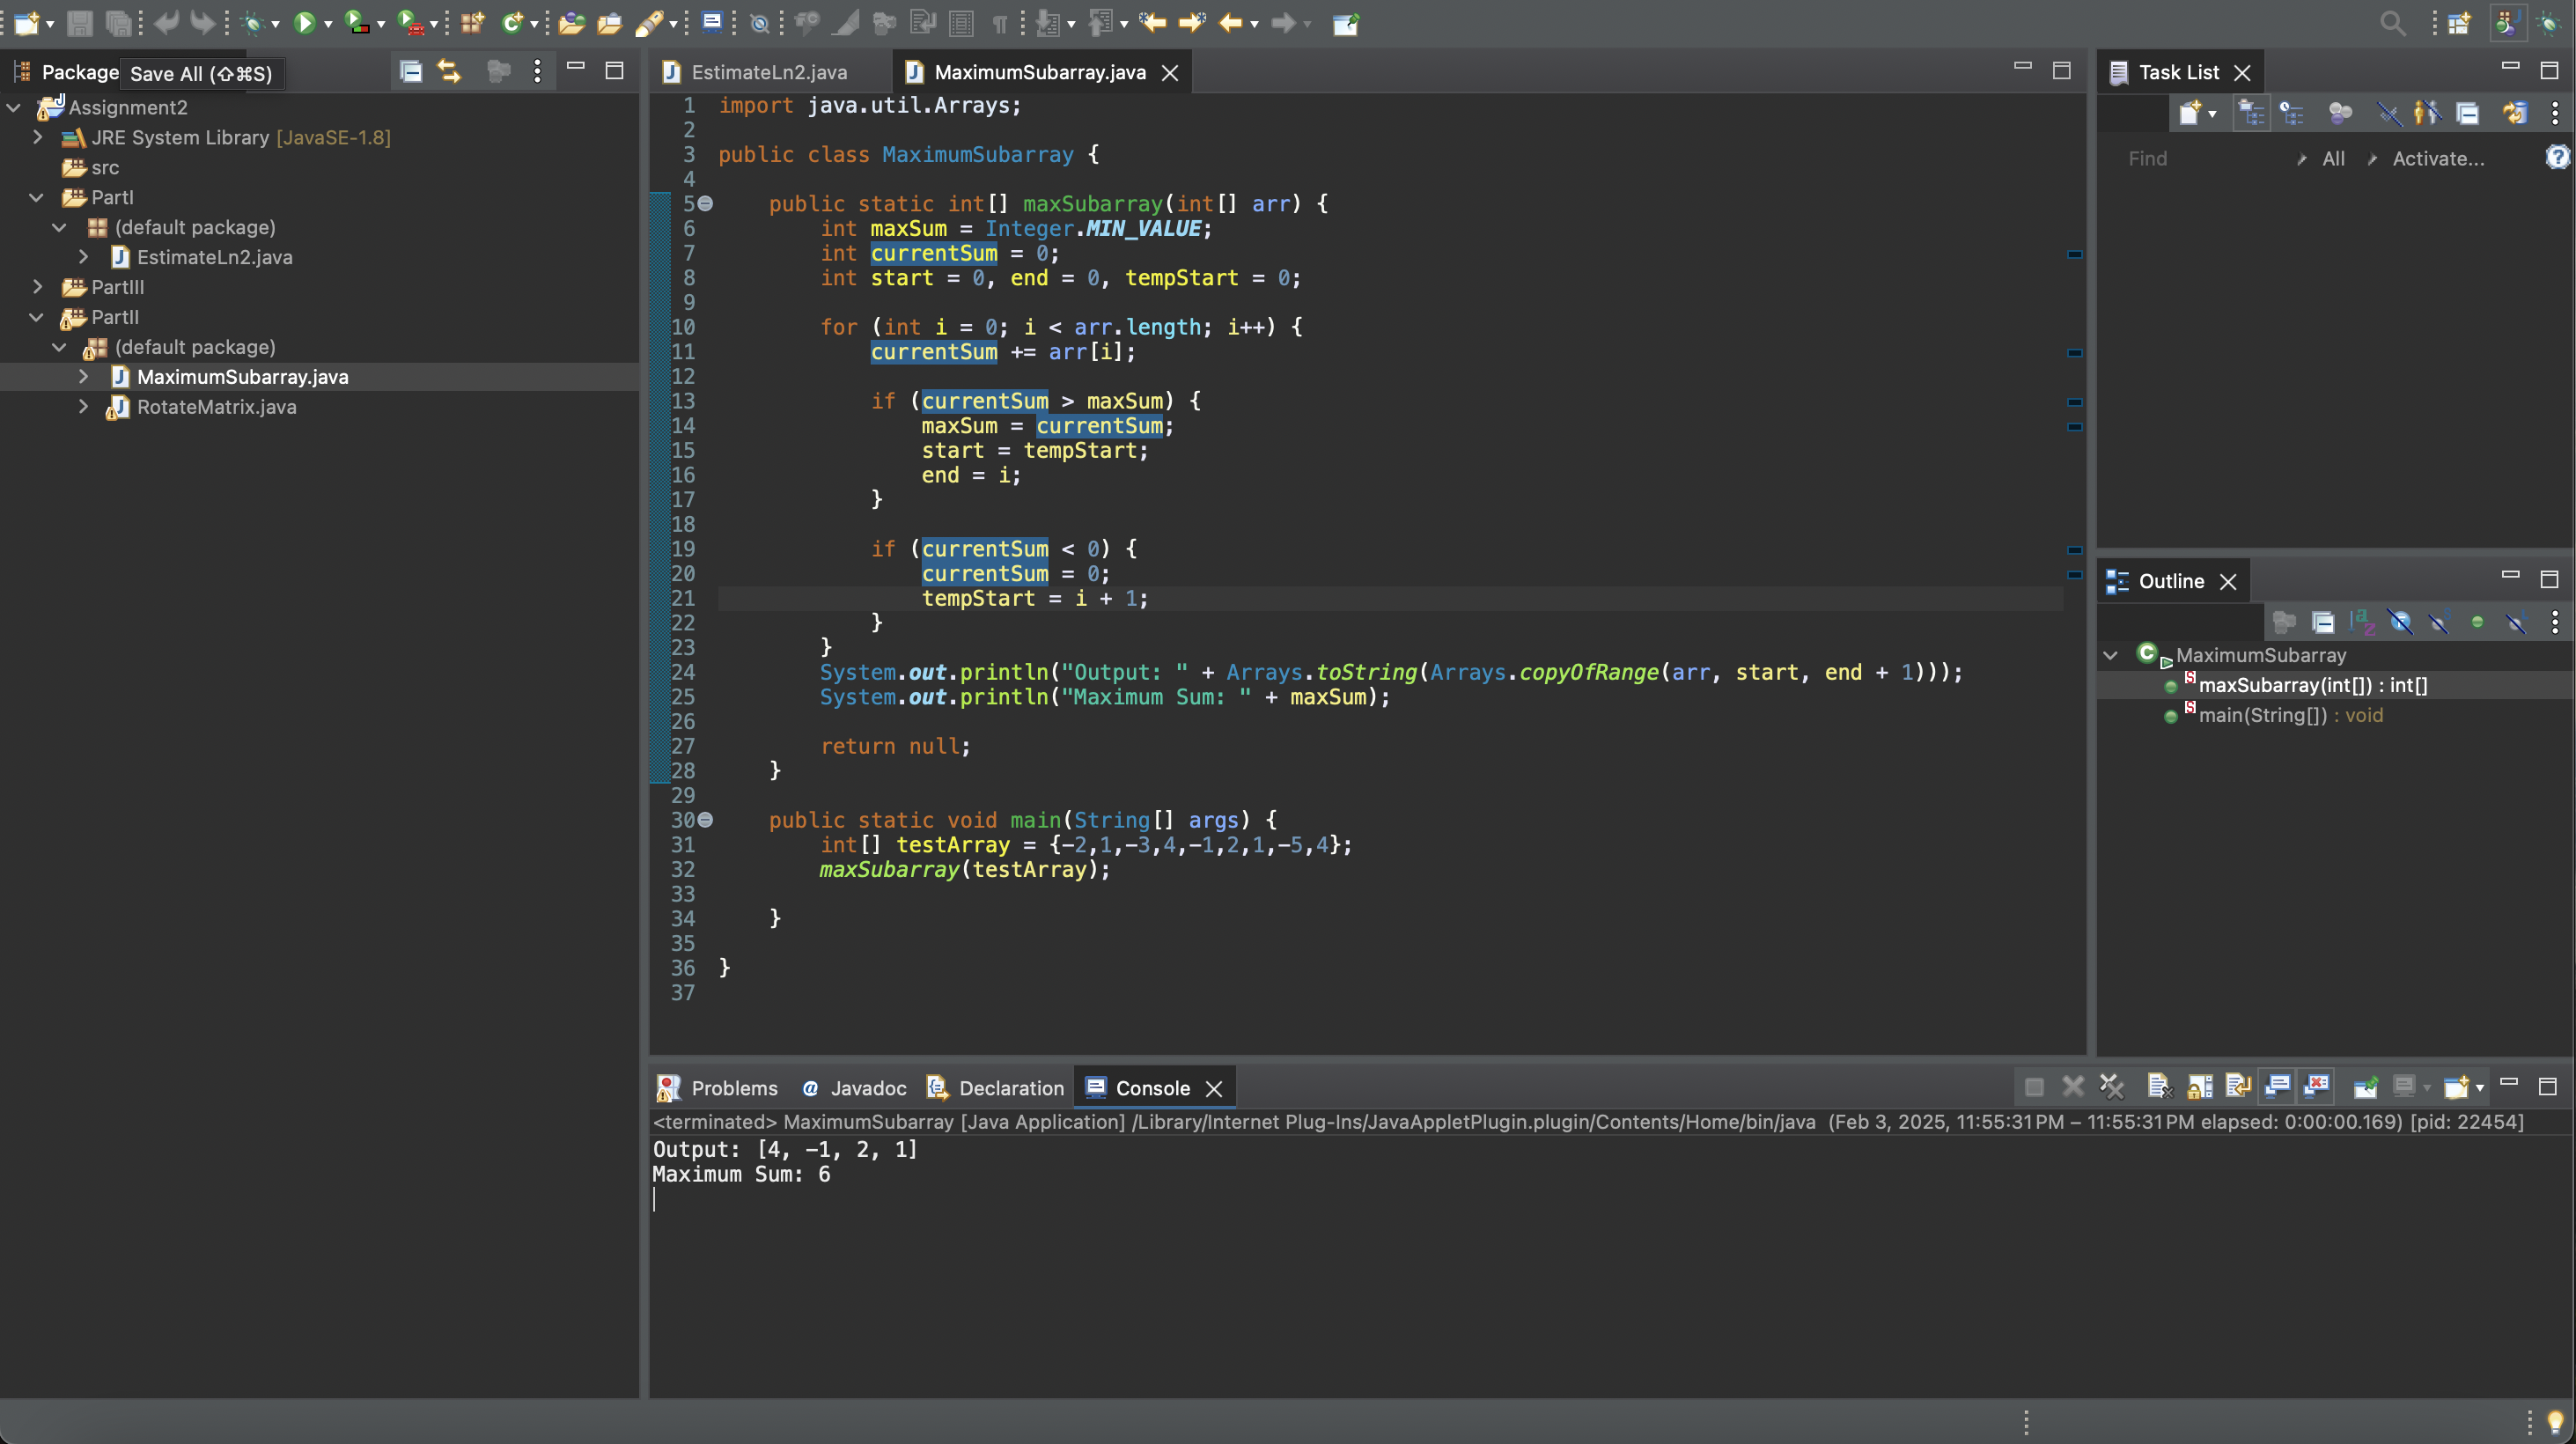 Package
Save All (⇧⌘S)
Assignment2
JRE System Library [JavaSE-1.8]
src
PartI
(default package)
EstimateLn2.java
PartIII
PartII
(default package)
MaximumSubarray.java
RotateMatrix.java
EstimateLn2.java
MaximumSubarray.java
1 import java.util.Arrays;
2
3 public class MaximumSubarray {
4
5     public static int[] maxSubarray(int[] arr) {
6         int maxSum = Integer.MIN_VALUE;
7         int currentSum = 0;
8         int start = 0, end = 0, tempStart = 0;
9
10         for (int i = 0; i < arr.length; i++) {
11             currentSum += arr[i];
12
13             if (currentSum > maxSum) {
14                 maxSum = currentSum;
15                 start = tempStart;
16                 end = i;
17             }
18
19             if (currentSum < 0) {
20                 currentSum = 0;
21                 tempStart = i + 1;
22             }
23         }
24         System.out.println("Output: " + Arrays.toString(Arrays.copyOfRange(arr, start, end + 1)));
25         System.out.println("Maximum Sum: " + maxSum);
26
27         return null;
28     }
29
30     public static void main(String[] args) {
31         int[] testArray = {-2,1,-3,4,-1,2,1,-5,4};
32         maxSubarray(testArray);
33
34     }
35
36 }
37
Task List
Find
All
Activate...
Outline
MaximumSubarray
maxSubarray(int[]) : int[]
main(String[]) : void
Problems
@ Javadoc
Declaration
Console
<terminated> MaximumSubarray [Java Application] /Library/Internet Plug-Ins/JavaAppletPlugin.plugin/Contents/Home/bin/java (Feb 3, 2025, 11:55:31 PM – 11:55:31 PM elapsed: 0:00:00.169) [pid: 22454]
Output: [4, -1, 2, 1]
Maximum Sum: 6